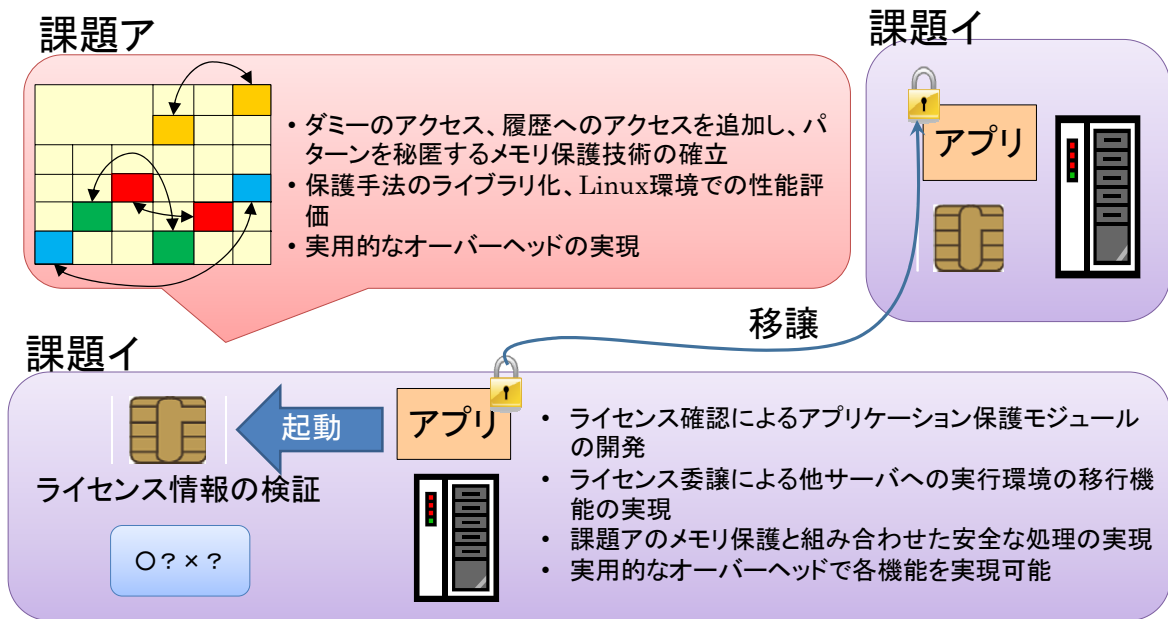 課題ア
• ダミーのアクセス、履歴へのアクセスを追加し、パ
ターンを秘匿するメモリ保護技術の確立
• 保護手法のライブラリ化、Linux環境での性能評
価
• 実用的なオーバーヘッドの実現
課題イ
アプリ
移譲
課題イ
起動
アプリ
ライセンス情報の検証
○？×？
• ライセンス確認によるアプリケーション保護モジュール
の開発
• ライセンス委譲による他サーバへの実行環境の移行機
能の実現
• 課題アのメモリ保護と組み合わせた安全な処理の実現
• 実用的なオーバーヘッドで各機能を実現可能